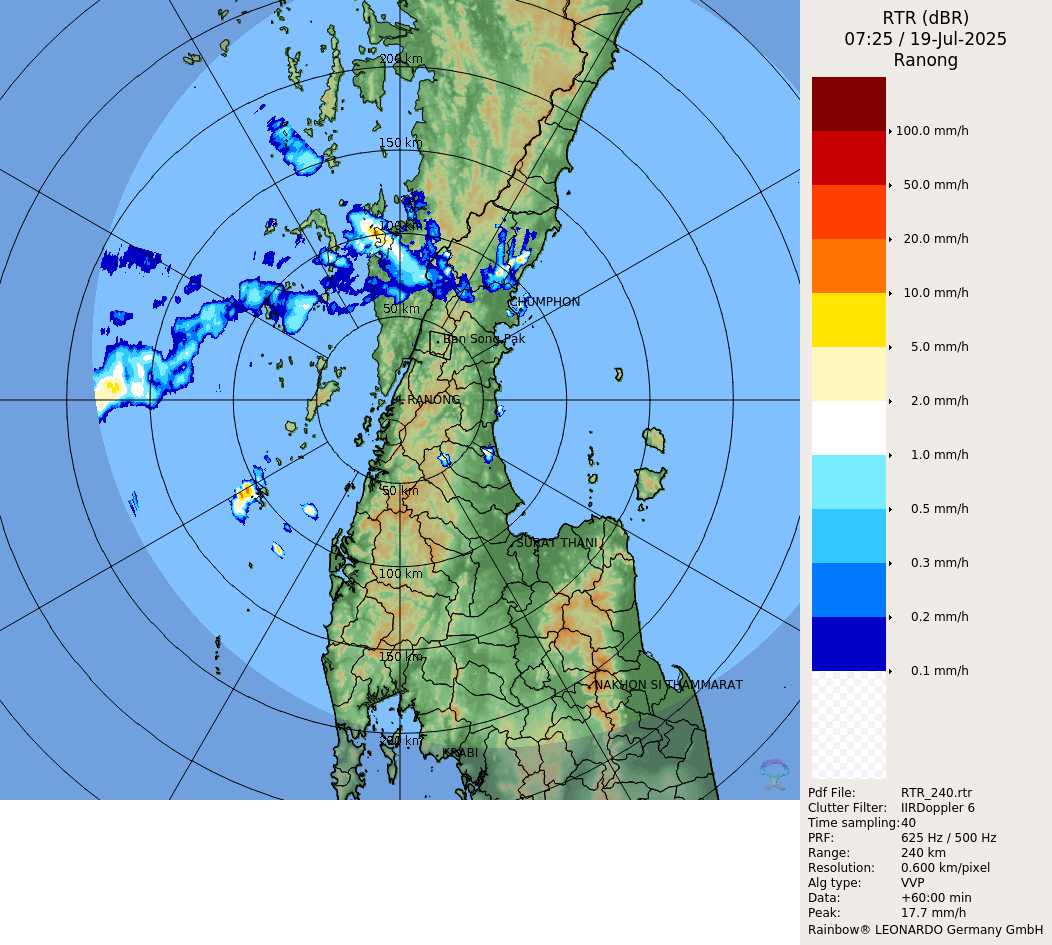 RTR (dBR)
07:25 / 19-Jul-2025
Ranong
200 km
150 km
100 km
50 km
CHUMPHON
Ban Song Pak
RANONG
50 km
SURAT THANI
100 km
150 km
NAKHON SI THAMMARAT
200 km
KRABI
100.0 mm/h
50.0 mm/h
20.0 mm/h
10.0 mm/h
5.0 mm/h
2.0 mm/h
1.0 mm/h
0.5 mm/h
0.3 mm/h
0.2 mm/h
0.1 mm/h
Pdf File: RTR_240.rtr
Clutter Filter: IIRDoppler 6
Time sampling:40
PRF: 625 Hz / 500 Hz
Range: 240 km
Resolution: 0.600 km/pixel
Alg type: VVP
Data: +60:00 min
Peak: 17.7 mm/h
Rainbow® LEONARDO Germany GmbH